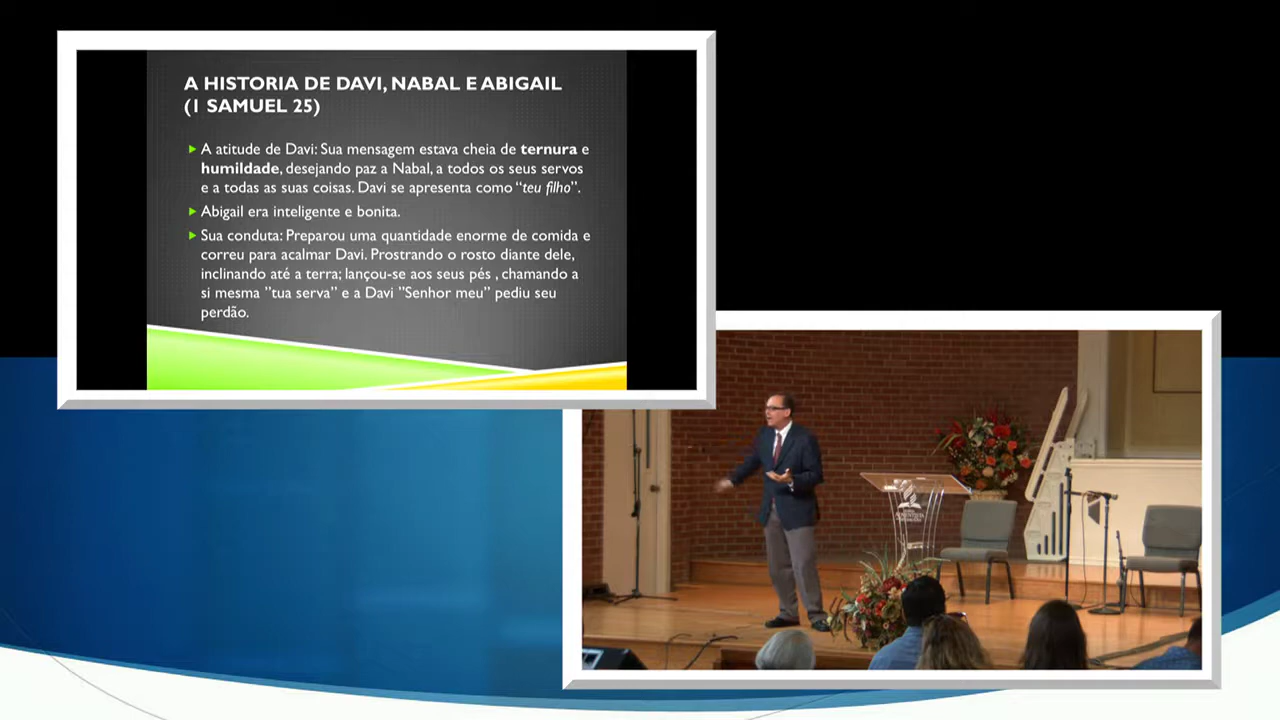 A HISTORIA DE DAVI, NABAL E ABIGAIL
(1 SAMUEL 25)
A atitude de Davi: Sua mensagem estava cheia de ternura e
humildade, desejando paz a Nabal, a todos os seus servos
e a todas as suas coisas. Davi se apresenta como “teu filho”.
Abigail era inteligente e bonita.
Sua conduta: Preparou uma quantidade enorme de comida e
correu para acalmar Davi. Prostrando o rosto diante dele,
inclinando até a terra; lançou-se aos seus pés , chamando a
si mesma ”tua serva” e a Davi ”Senhor meu” pediu seu
perdão.